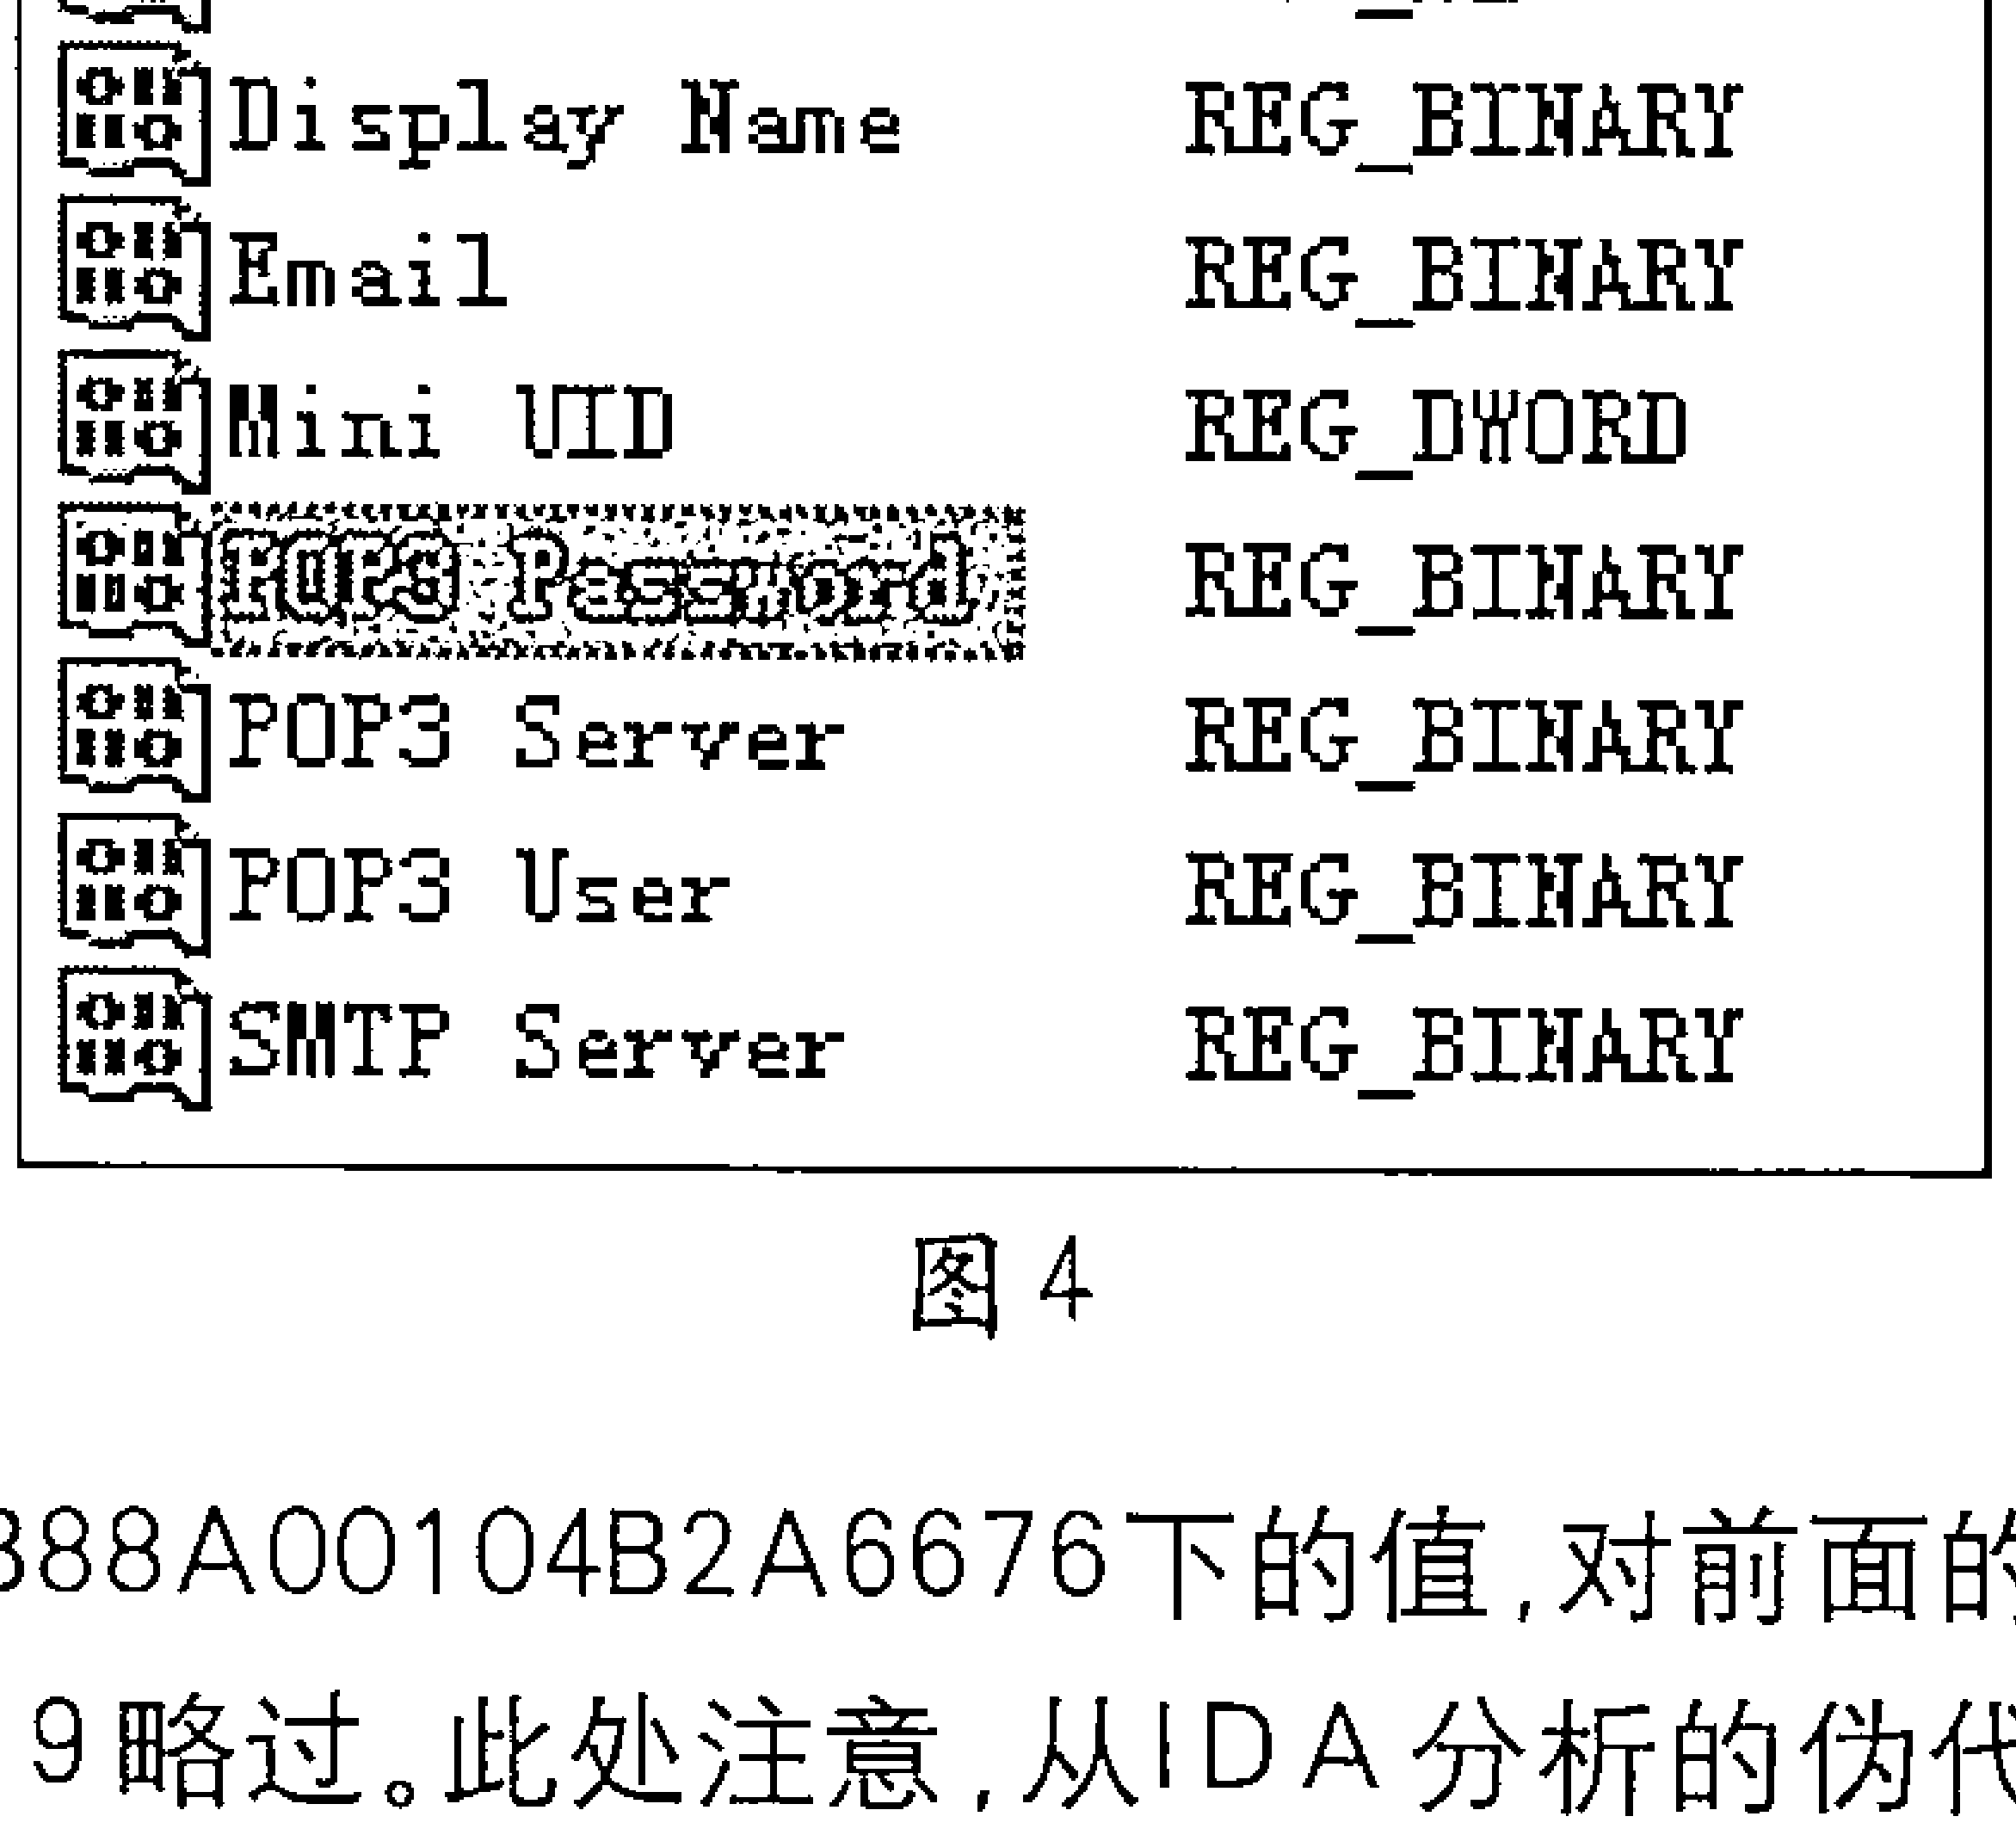 Display Name REG_BINARY
Email REG_BINARY
Mini UID REG_DWORD
POP3 Password REG_BINARY
POP3 Server REG_BINARY
POP3 User REG_BINARY
SMTP Server REG_BINARY
图 4
88A00104B2A6676下的值,对前面的
9略过。此处注意,从IDA分析的伪代